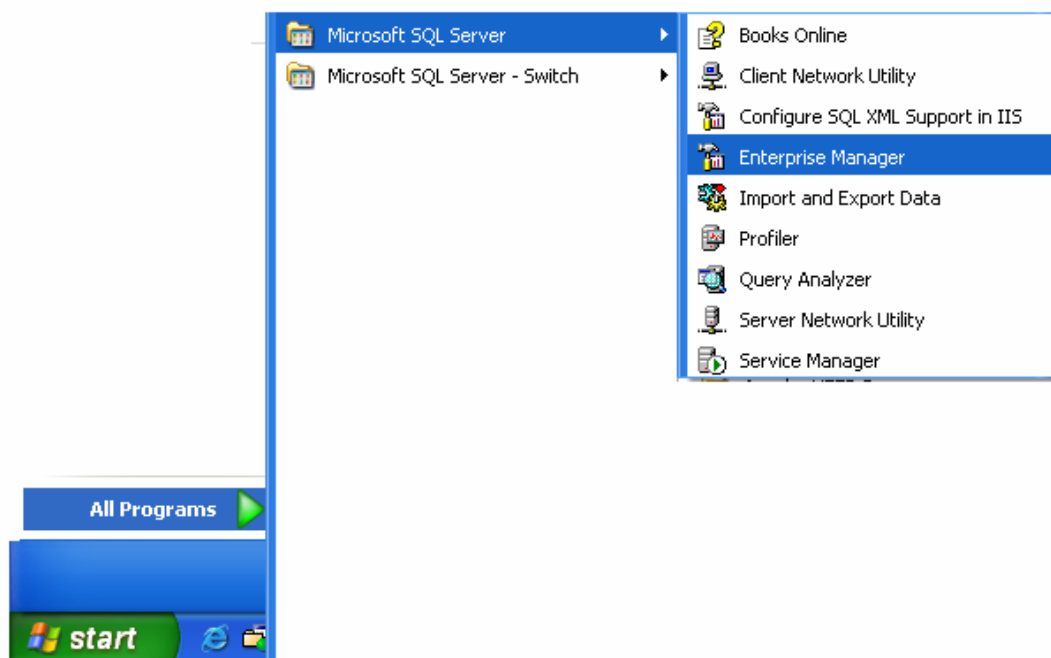 Microsoft SQL Server
Microsoft SQL Server - Switch
Books Online
Client Network Utility
Configure SQL XML Support in IIS
Enterprise Manager
Import and Export Data
Profiler
Query Analyzer
Server Network Utility
Service Manager
All Programs
start